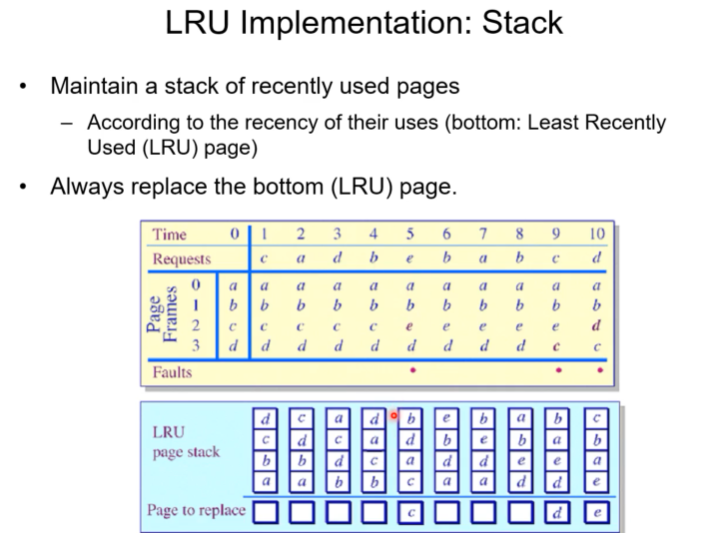 LRU Implementation: Stack
• Maintain a stack of recently used pages
– According to the recency of their uses (bottom: Least Recently
Used (LRU) page)
• Always replace the bottom (LRU) page.
Time 0 1 2 3 4 5 6 7 8 9 10
Requests c a d b e b a b c d
Page Frames
0 a a a a a a a a a a a
1 b b b b b b b b b b b
2 c c c c c e e e e e d
3 d d d d d d d d d c c
Faults • • •
LRU
page stack
d c a d b e b a b c
c d c a d b e b a b
b b d c a d d e e a
a a b b c a a d d e
Page to replace c d e